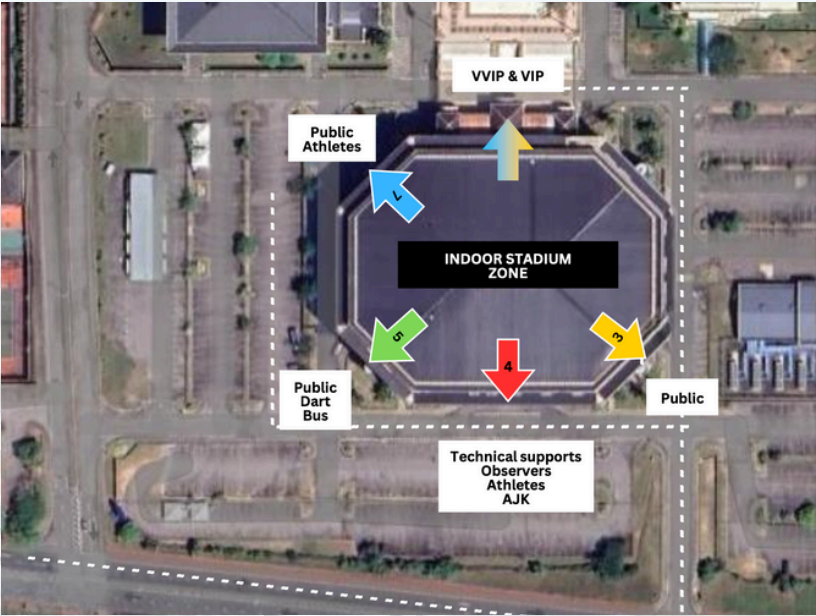 VVIP & VIP
Public
Athletes
7
INDOOR STADIUM
ZONE
5
4
3
Public
Dart
Bus
Public
Technical supports
Observers
Athletes
AJK